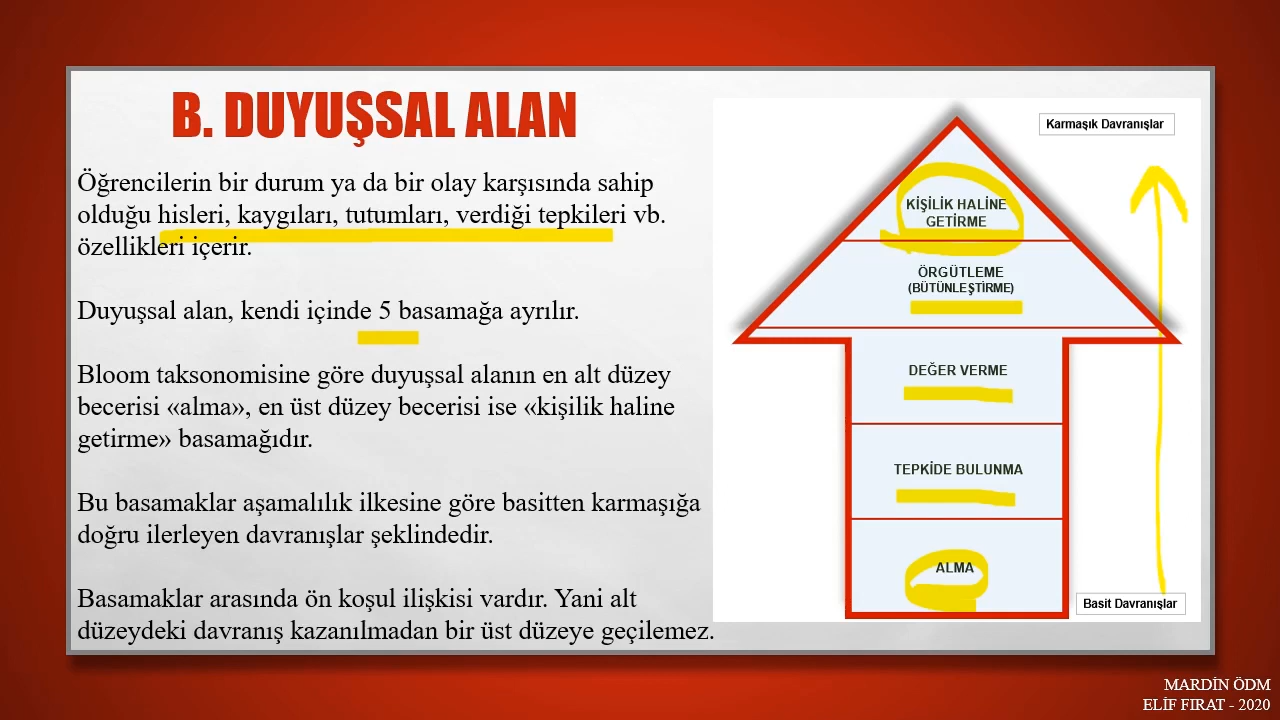 B. DUYUŞSAL ALAN
Öğrencilerin bir durum ya da bir olay karşısında sahip
olduğu hisleri, kaygıları, tutumları, verdiği tepkileri vb.
özellikleri içerir.
Duyuşsal alan, kendi içinde 5 basamağa ayrılır.
Bloom taksonomisine göre duyuşsal alanın en alt düzey
becerisi «alma», en üst düzey becerisi ise «kişilik haline
getirme» basamağıdır.
Bu basamaklar aşamalılık ilkesine göre basitten karmaşığa
doğru ilerleyen davranışlar şeklindedir.
Basamaklar arasında ön koşul ilişkisi vardır. Yani alt
düzeydeki davranış kazanılmadan bir üst düzeye geçilemez.
Karmaşık Davranışlar
KİŞİLİK HALİNE
GETİRME
ÖRGÜTLEME
(BÜTÜNLEŞTİRME)
DEĞER VERME
TEPKİDE BULUNMA
ALMA
Basit Davranışlar
MARDİN ÖDM
ELİF FIRAT - 2020